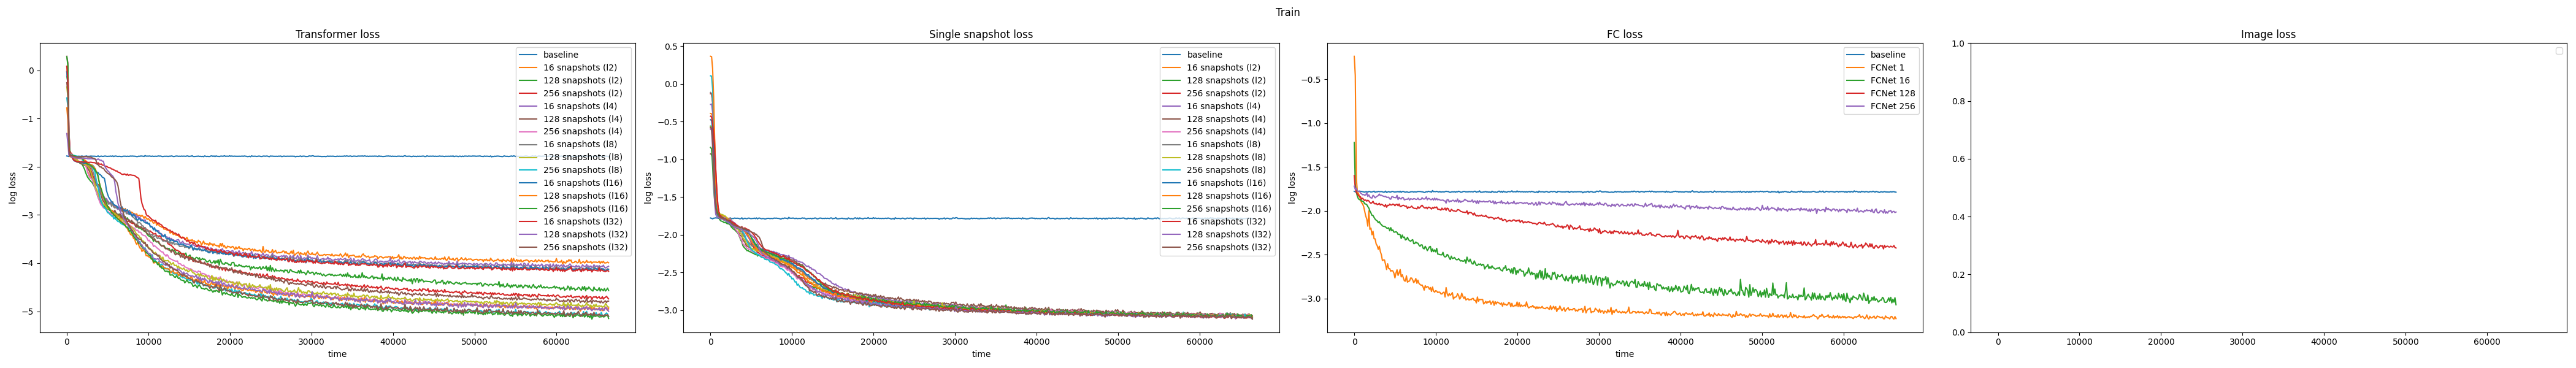 Train
Transformer loss
0
−1
−2
−3
−4
−5
log loss
0
10000
20000
30000
40000
50000
60000
time
baseline
16 snapshots (l2)
128 snapshots (l2)
256 snapshots (l2)
16 snapshots (l4)
128 snapshots (l4)
256 snapshots (l4)
16 snapshots (l8)
128 snapshots (l8)
256 snapshots (l8)
16 snapshots (l16)
128 snapshots (l16)
256 snapshots (l16)
16 snapshots (l32)
128 snapshots (l32)
256 snapshots (l32)
Single snapshot loss
0.5
0.0
−0.5
−1.0
−1.5
−2.0
−2.5
−3.0
log loss
0
10000
20000
30000
40000
50000
60000
time
baseline
16 snapshots (l2)
128 snapshots (l2)
256 snapshots (l2)
16 snapshots (l4)
128 snapshots (l4)
256 snapshots (l4)
16 snapshots (l8)
128 snapshots (l8)
256 snapshots (l8)
16 snapshots (l16)
128 snapshots (l16)
256 snapshots (l16)
16 snapshots (l32)
128 snapshots (l32)
256 snapshots (l32)
FC loss
−0.5
−1.0
−1.5
−2.0
−2.5
−3.0
log loss
0
10000
20000
30000
40000
50000
60000
time
baseline
FCNet 1
FCNet 16
FCNet 128
FCNet 256
Image loss
1.0
0.8
0.6
0.4
0.2
0.0
0
10000
20000
30000
40000
50000
60000